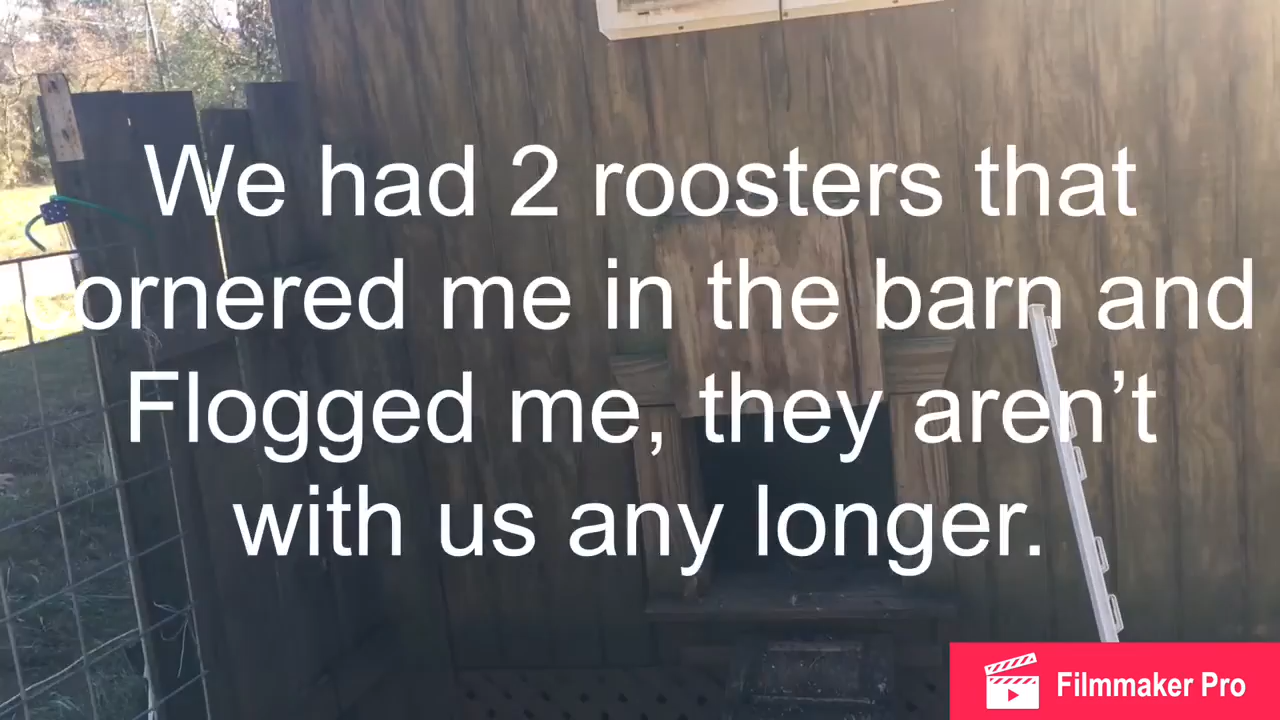 We had 2 roosters that
cornered me in the barn and
Flogged me, they aren’t
with us any longer.
Filmmaker Pro